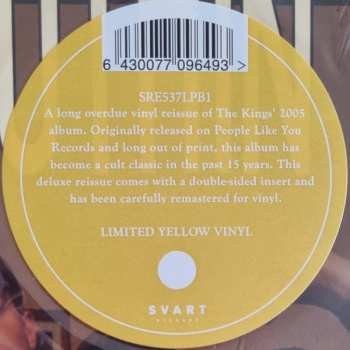 6 430077 096493 >
SRE537LPB1
A long overdue vinyl reissue of The Kings' 2005
album. Originally released on People Like You
Records and long out of print, this album has
become a cult classic in the past 15 years. This
deluxe reissue comes with a double-sided insert and
has been carefully remastered for vinyl.
LIMITED YELLOW VINYL
SVART
RECORDS